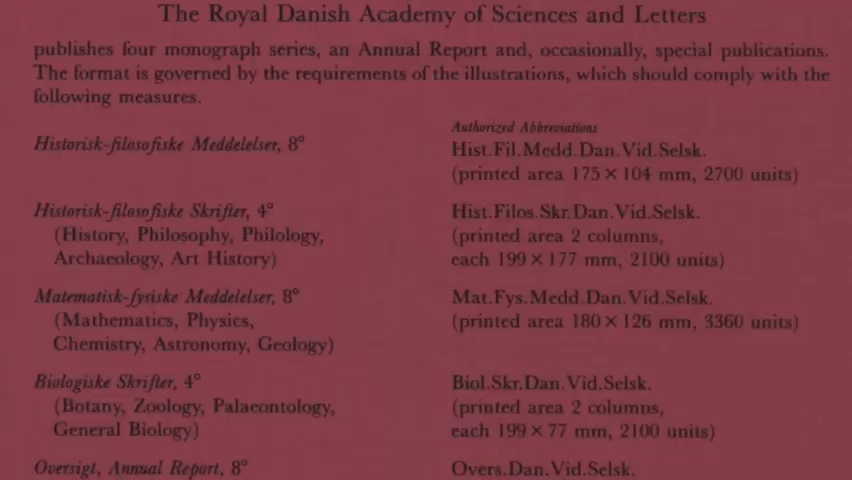 The Royal Danish Academy of Sciences and Letters
publishes four monograph series, an Annual Report and, occasionally, special publications.
The format is governed by the requirements of the illustrations, which should comply with the
following measures.
Authorized Abbreviations
Historisk-filosofiske Meddelelser, 8°
Hist.Fil.Medd.Dan.Vid.Selsk.
(printed area 175 × 104 mm, 2700 units)
Historisk-filosofiske Skrifter, 4°
(History, Philosophy, Philology,
Archaeology, Art History)
Hist.Filos.Skr.Dan.Vid.Selsk.
(printed area 2 columns,
each 199 × 177 mm, 2100 units)
Matematisk-fysiske Meddelelser, 8°
(Mathematics, Physics,
Chemistry, Astronomy, Geology)
Mat.Fys.Medd.Dan.Vid.Selsk.
(printed area 180 × 126 mm, 3360 units)
Biologiske Skrifter, 4°
(Botany, Zoology, Palaeontology,
General Biology)
Biol.Skr.Dan.Vid.Selsk.
(printed area 2 columns,
each 199 × 77 mm, 2100 units)
Oversigt, Annual Report, 8°
Overs.Dan.Vid.Selsk.